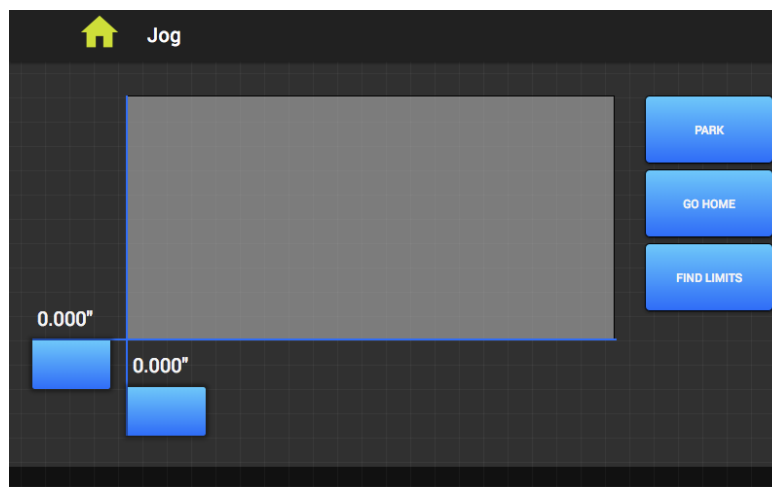 Jog
PARK
GO HOME
FIND LIMITS
0.000"
0.000"